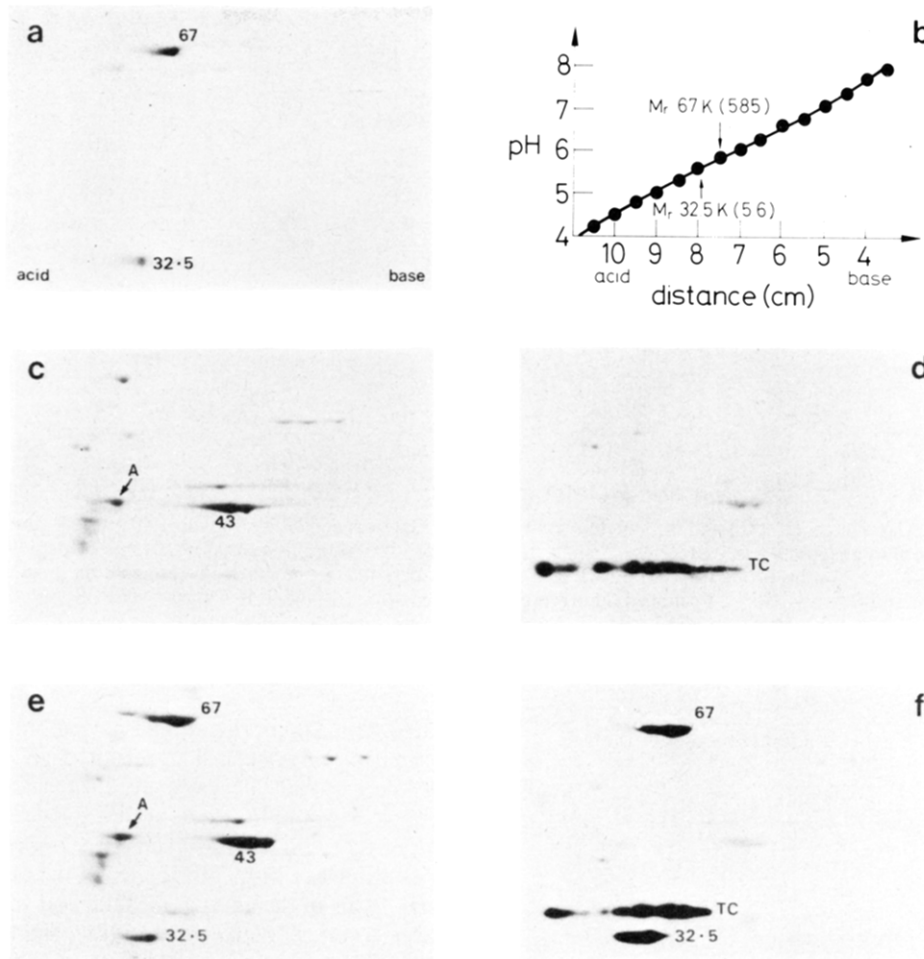 a
67
32·5
acid
base
b
8
7
6
5
4
pH
Mr 67K (585)
Mr 32 5K (5 6)
10 9 8 7 6 5 4
acid
base
distance (cm)
c
A
43
d
TC
e
67
A
43
32·5
f
67
TC
32·5